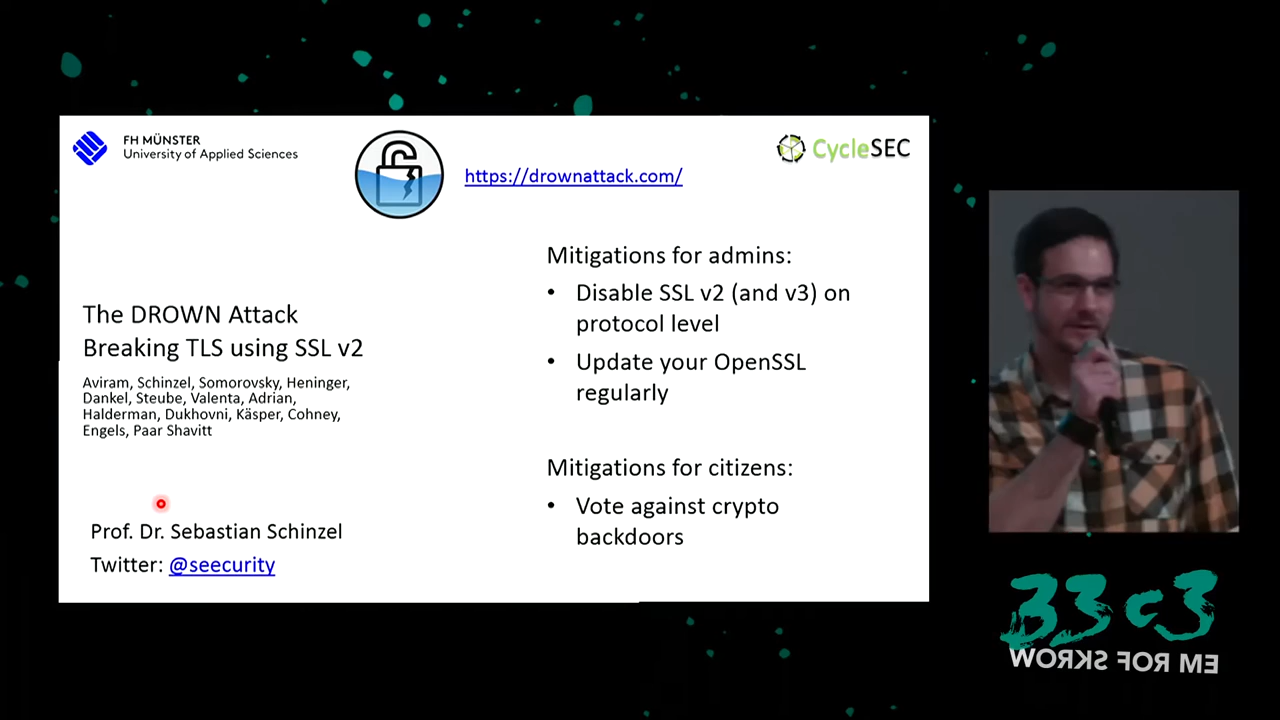 FH MÜNSTER
University of Applied Sciences
https://drownattack.com/
CycleSEC
The DROWN Attack
Breaking TLS using SSL v2
Aviram, Schinzel, Somorovsky, Heninger,
Dankel, Steube, Valenta, Adrian,
Halderman, Dukhovni, Käsper, Cohney,
Engels, Paar Shavitt
Prof. Dr. Sebastian Schinzel
Twitter: @seecurity
Mitigations for admins:
• Disable SSL v2 (and v3) on
protocol level
• Update your OpenSSL
regularly
Mitigations for citizens:
• Vote against crypto
backdoors
33c3
WORKS FOR ME